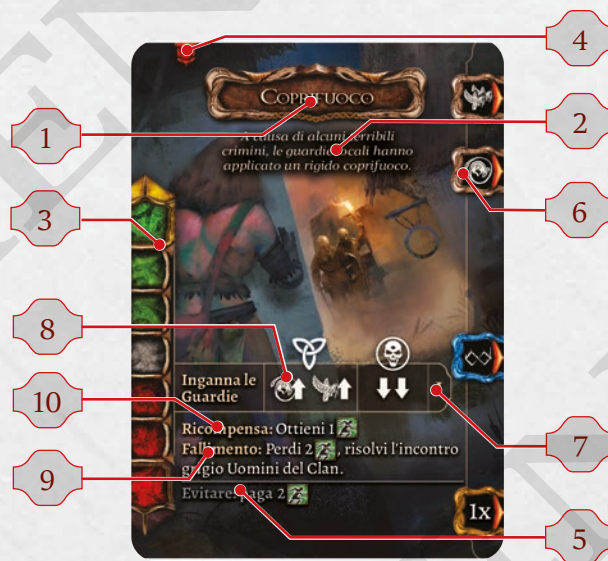 4
COPRIFUOCO
1
2
A causa di alcuni terribili
crimini, le guardie locali hanno
applicato un rigido coprifuoco.
6
3
8
Inganna le
Guardie
10
Ricompensa: Ottieni 1
7
Fallimento: Perdi 2, risolvi l'incontro
grigio Uomini del Clan.
9
Evitare: paga 2
1x
5